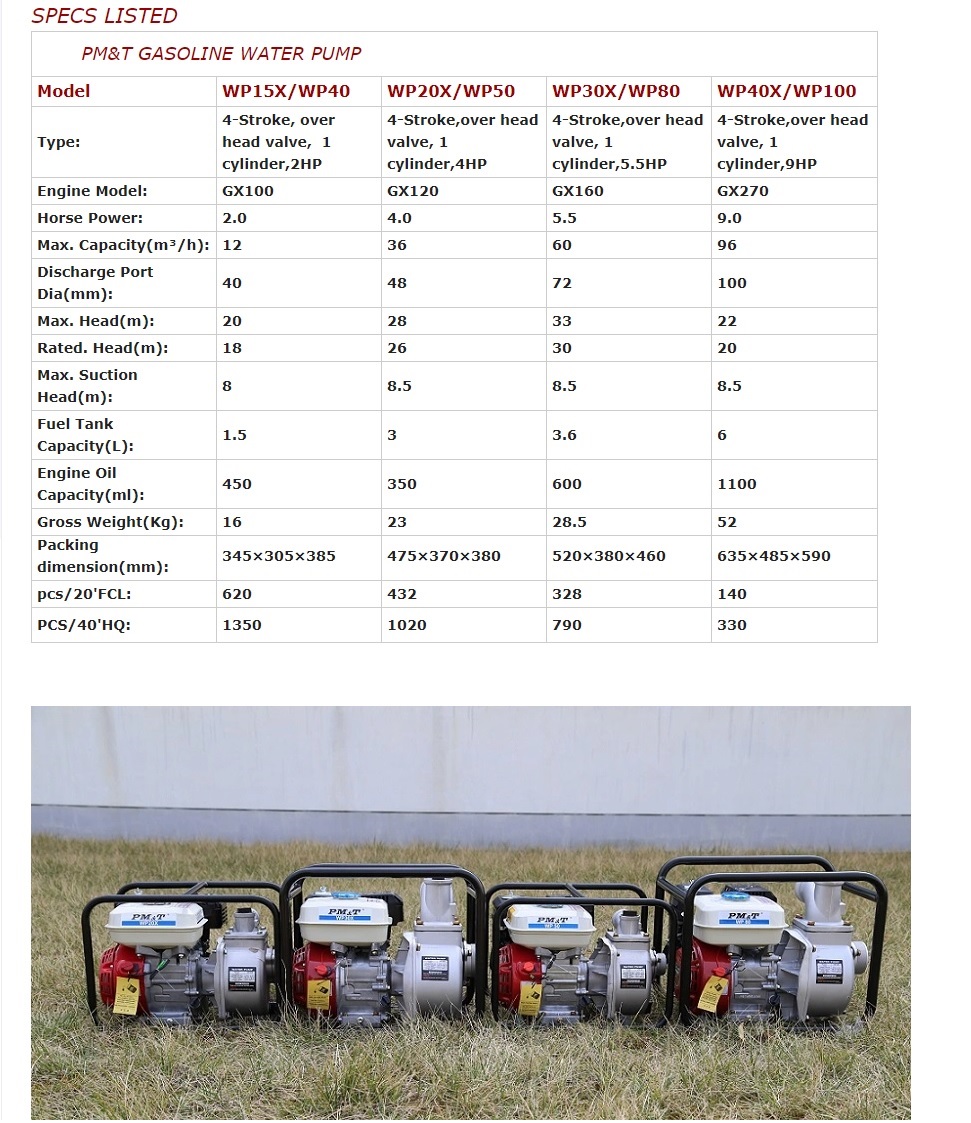 SPECS LISTED
PM&T GASOLINE WATER PUMP
Model WP15X/WP40 WP20X/WP50 WP30X/WP80 WP40X/WP100
Type: 4-Stroke, over head valve, 1 cylinder,2HP 4-Stroke,over head valve, 1 cylinder,4HP 4-Stroke,over head valve, 1 cylinder,5.5HP 4-Stroke,over head valve, 1 cylinder,9HP
Engine Model: GX100 GX120 GX160 GX270
Horse Power: 2.0 4.0 5.5 9.0
Max. Capacity(m³/h): 12 36 60 96
Discharge Port Dia(mm): 40 48 72 100
Max. Head(m): 20 28 33 22
Rated. Head(m): 18 26 30 20
Max. Suction Head(m): 8 8.5 8.5 8.5
Fuel Tank Capacity(L): 1.5 3 3.6 6
Engine Oil Capacity(ml): 450 350 600 1100
Gross Weight(Kg): 16 23 28.5 52
Packing dimension(mm): 345×305×385 475×370×380 520×380×460 635×485×590
pcs/20'FCL: 620 432 328 140
PCS/40'HQ: 1350 1020 790 330
PM&T
PM&T
PM&T
PM&T